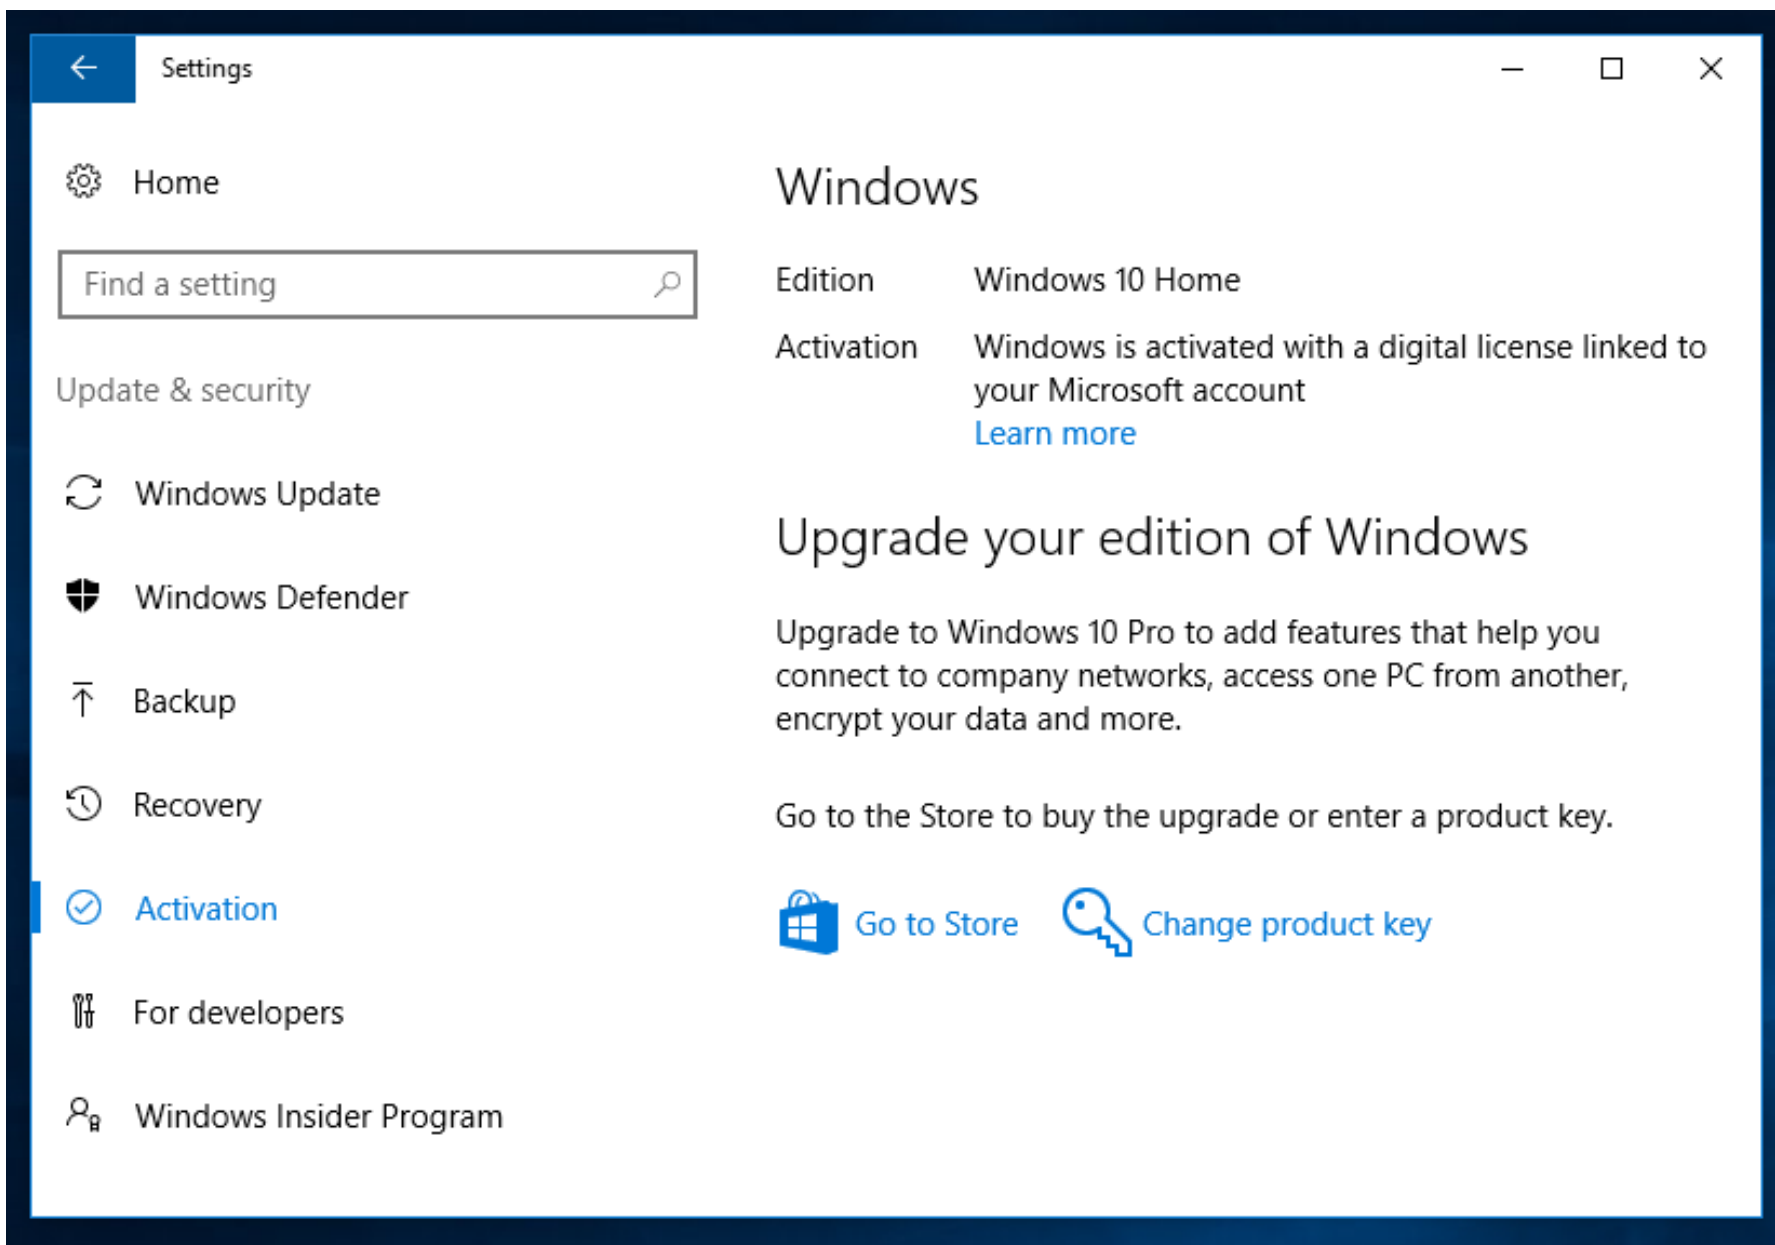 Settings
Home
Find a setting
Update & security
Windows Update
Windows Defender
Backup
Recovery
Activation
For developers
Windows Insider Program
Windows
Edition Windows 10 Home
Activation Windows is activated with a digital license linked to
your Microsoft account
Learn more
Upgrade your edition of Windows
Upgrade to Windows 10 Pro to add features that help you
connect to company networks, access one PC from another,
encrypt your data and more.
Go to the Store to buy the upgrade or enter a product key.
Go to Store Change product key